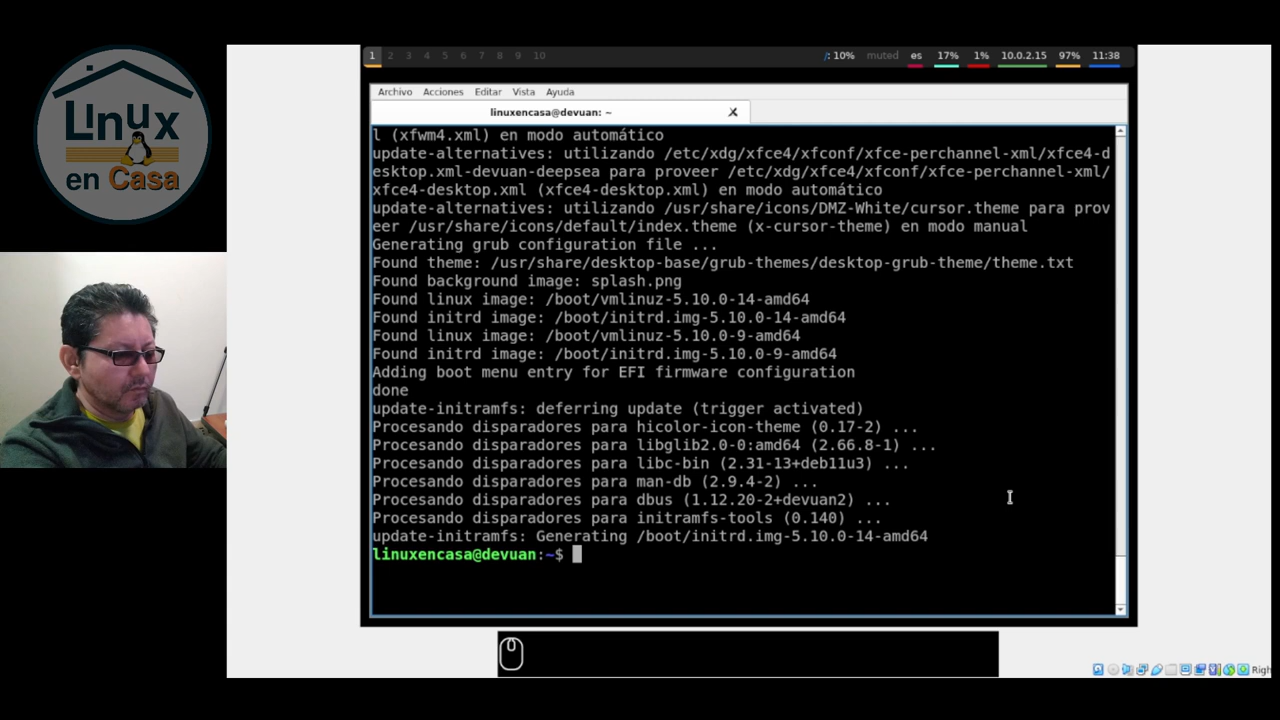 Linux
en Casa
1 2 3 4 5 6 7 8 9 10 /: 10% muted es 17% 1% 10.0.2.15 97% 11:38
Archivo Acciones Editar Vista Ayuda
linuxencasa@devuan: ~
l (xfwm4.xml) en modo automático
update-alternatives: utilizando /etc/xdg/xfce4/xfconf/xfce-perchannel-xml/xfce4-d
esktop.xml-devuan-deepsea para proveer /etc/xdg/xfce4/xfconf/xfce-perchannel-xml/
xfce4-desktop.xml (xfce4-desktop.xml) en modo automático
update-alternatives: utilizando /usr/share/icons/DMZ-White/cursor.theme para prov
eer /usr/share/icons/default/index.theme (x-cursor-theme) en modo manual
Generating grub configuration file ...
Found theme: /usr/share/desktop-base/grub-themes/desktop-grub-theme/theme.txt
Found background image: splash.png
Found linux image: /boot/vmlinuz-5.10.0-14-amd64
Found initrd image: /boot/initrd.img-5.10.0-14-amd64
Found linux image: /boot/vmlinuz-5.10.0-9-amd64
Found initrd image: /boot/initrd.img-5.10.0-9-amd64
Adding boot menu entry for EFI firmware configuration
done
update-initramfs: deferring update (trigger activated)
Procesando disparadores para hicolor-icon-theme (0.17-2) ...
Procesando disparadores para libglib2.0-0:amd64 (2.66.8-1) ...
Procesando disparadores para libc-bin (2.31-13+deb11u3) ...
Procesando disparadores para man-db (2.9.4-2) ...
Procesando disparadores para dbus (1.12.20-2+devuan2) ...
Procesando disparadores para initramfs-tools (0.140) ...
update-initramfs: Generating /boot/initrd.img-5.10.0-14-amd64
linuxencasa@devuan:~$
Righ